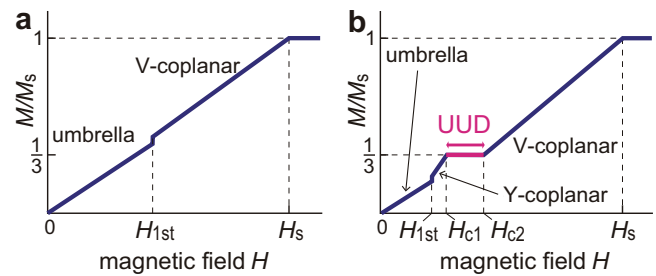 a
1
M/Ms
1
3
V-coplanar
umbrella
0
H1st
Hs
magnetic field H
b
1
M/Ms
1
3
umbrella
UUD
V-coplanar
Y-coplanar
0
H1st
Hc1
Hc2
Hs
magnetic field H